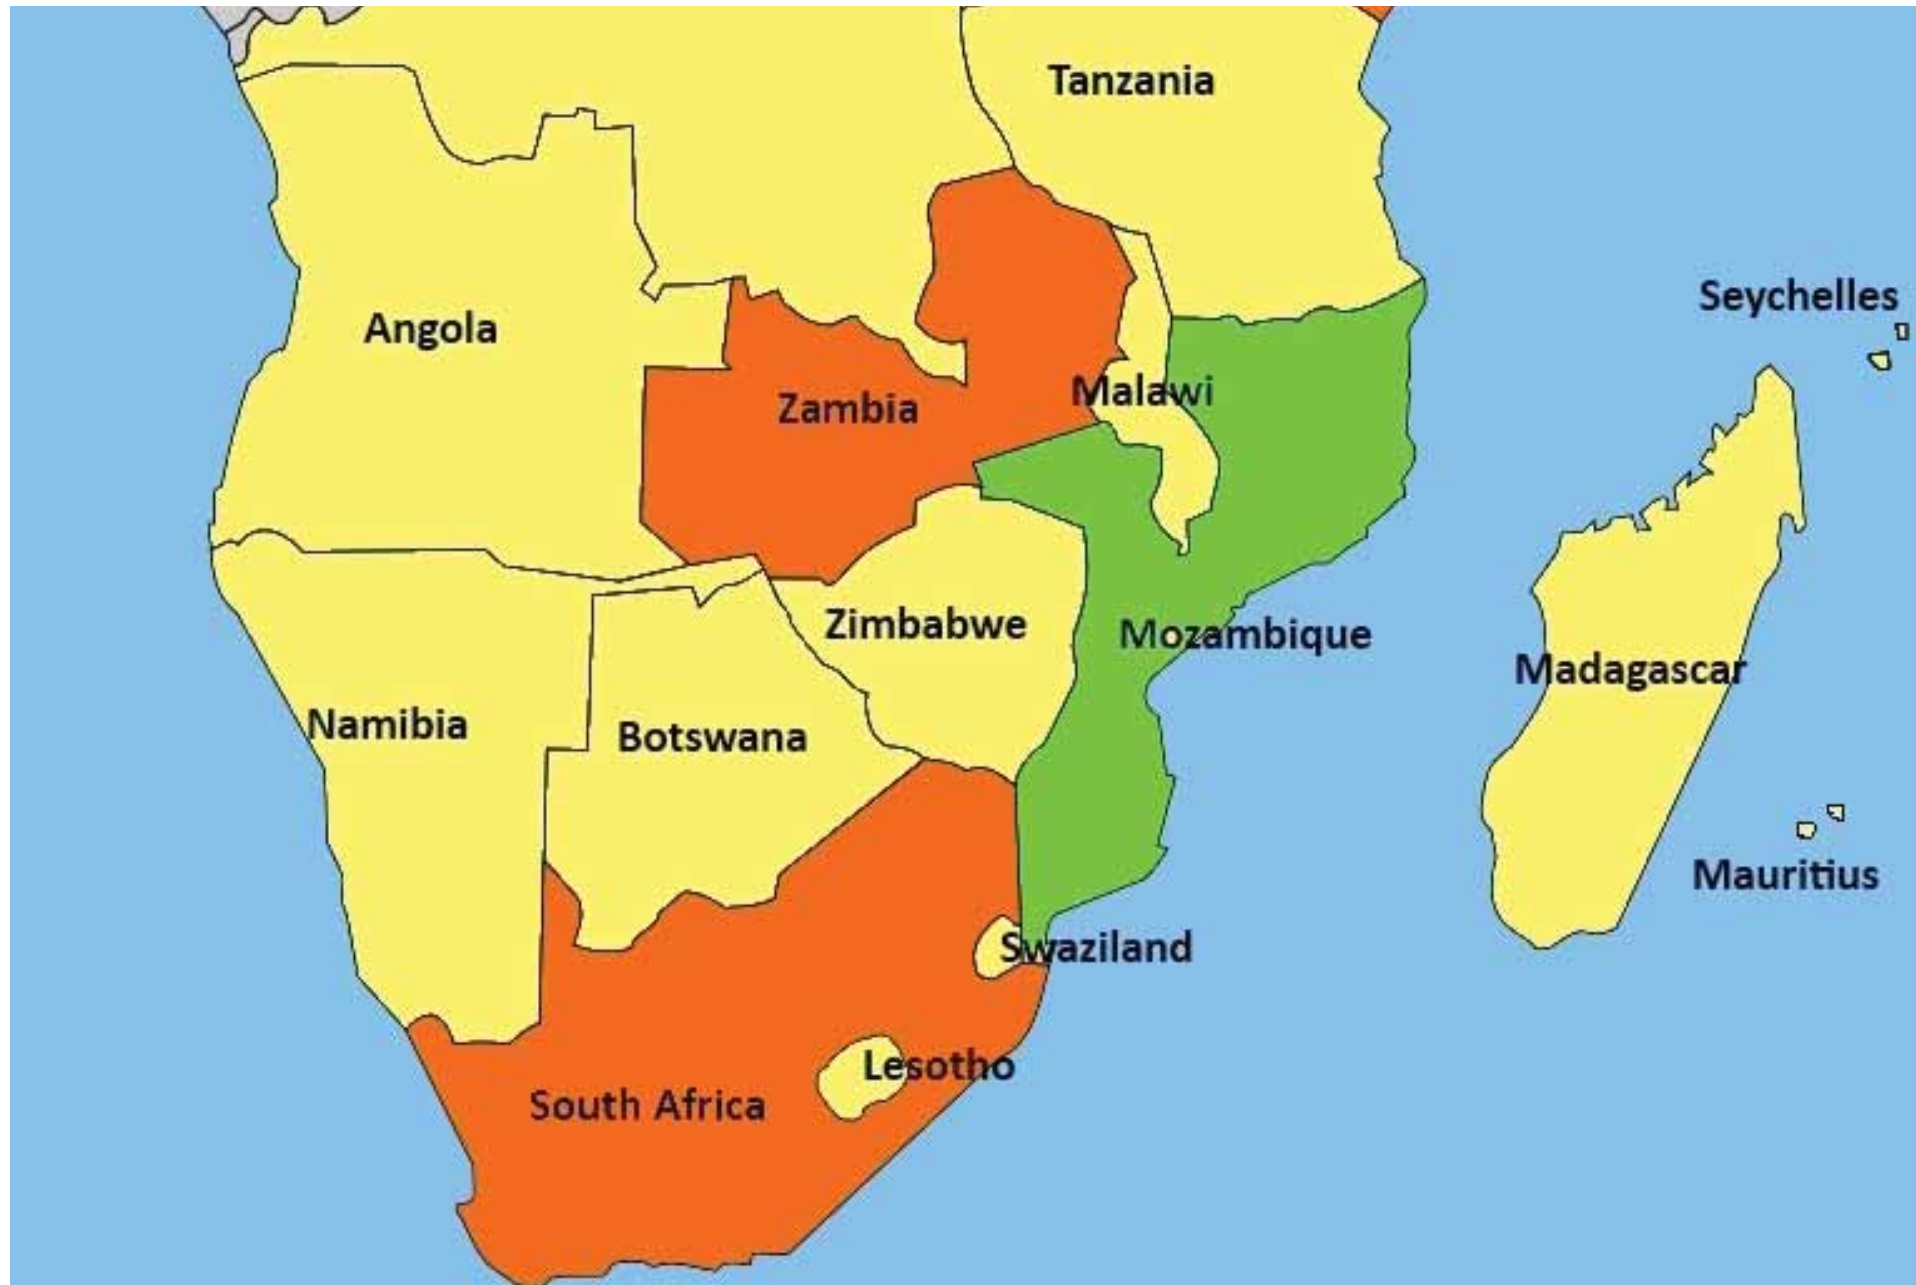 Tanzania
Seychelles
Angola
Malawi
Zambia
Zimbabwe
Mozambique
Madagascar
Namibia
Botswana
Mauritius
Swaziland
Lesotho
South Africa